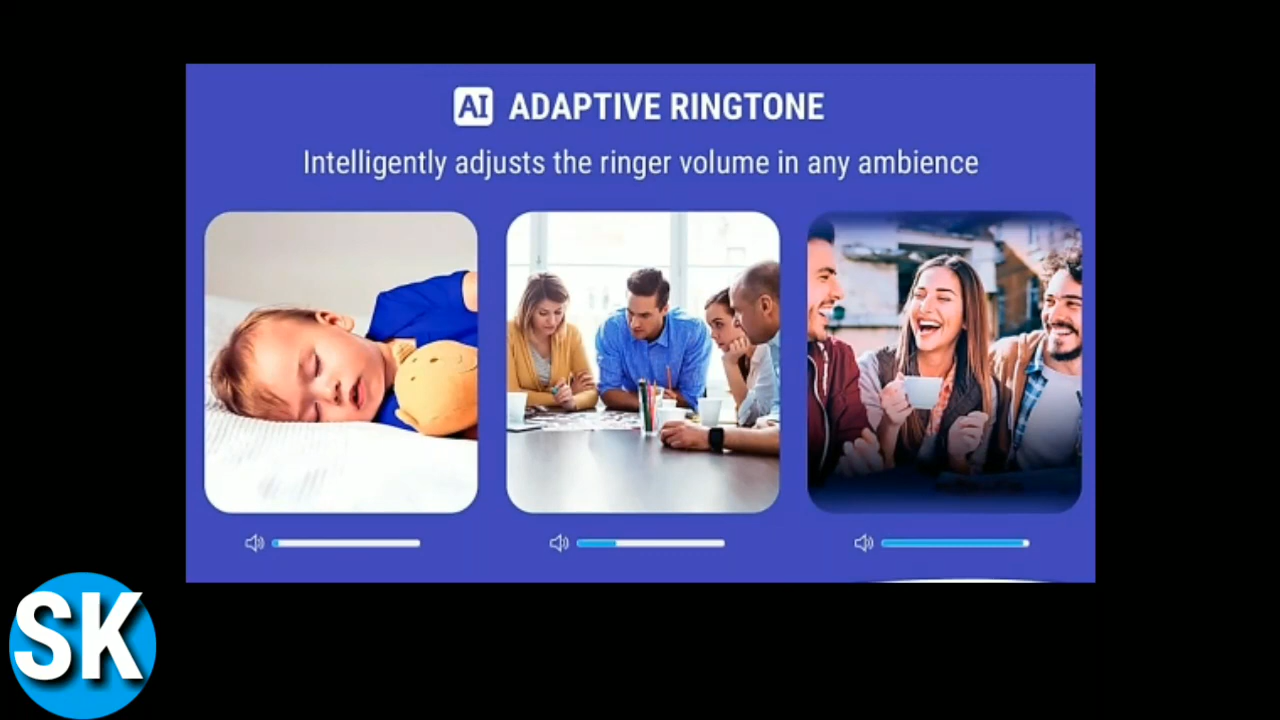 AI ADAPTIVE RINGTONE
Intelligently adjusts the ringer volume in any ambience
SK